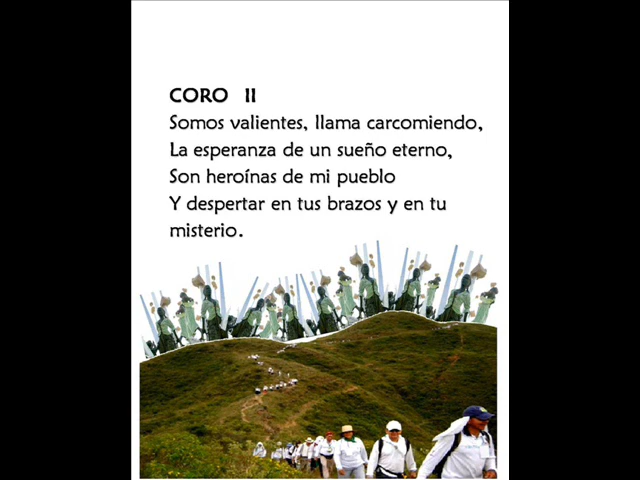 CORO II
Somos valientes, llama carcomiendo,
La esperanza de un sueño eterno,
Son heroínas de mi pueblo
Y despertar en tus brazos y en tu
misterio.